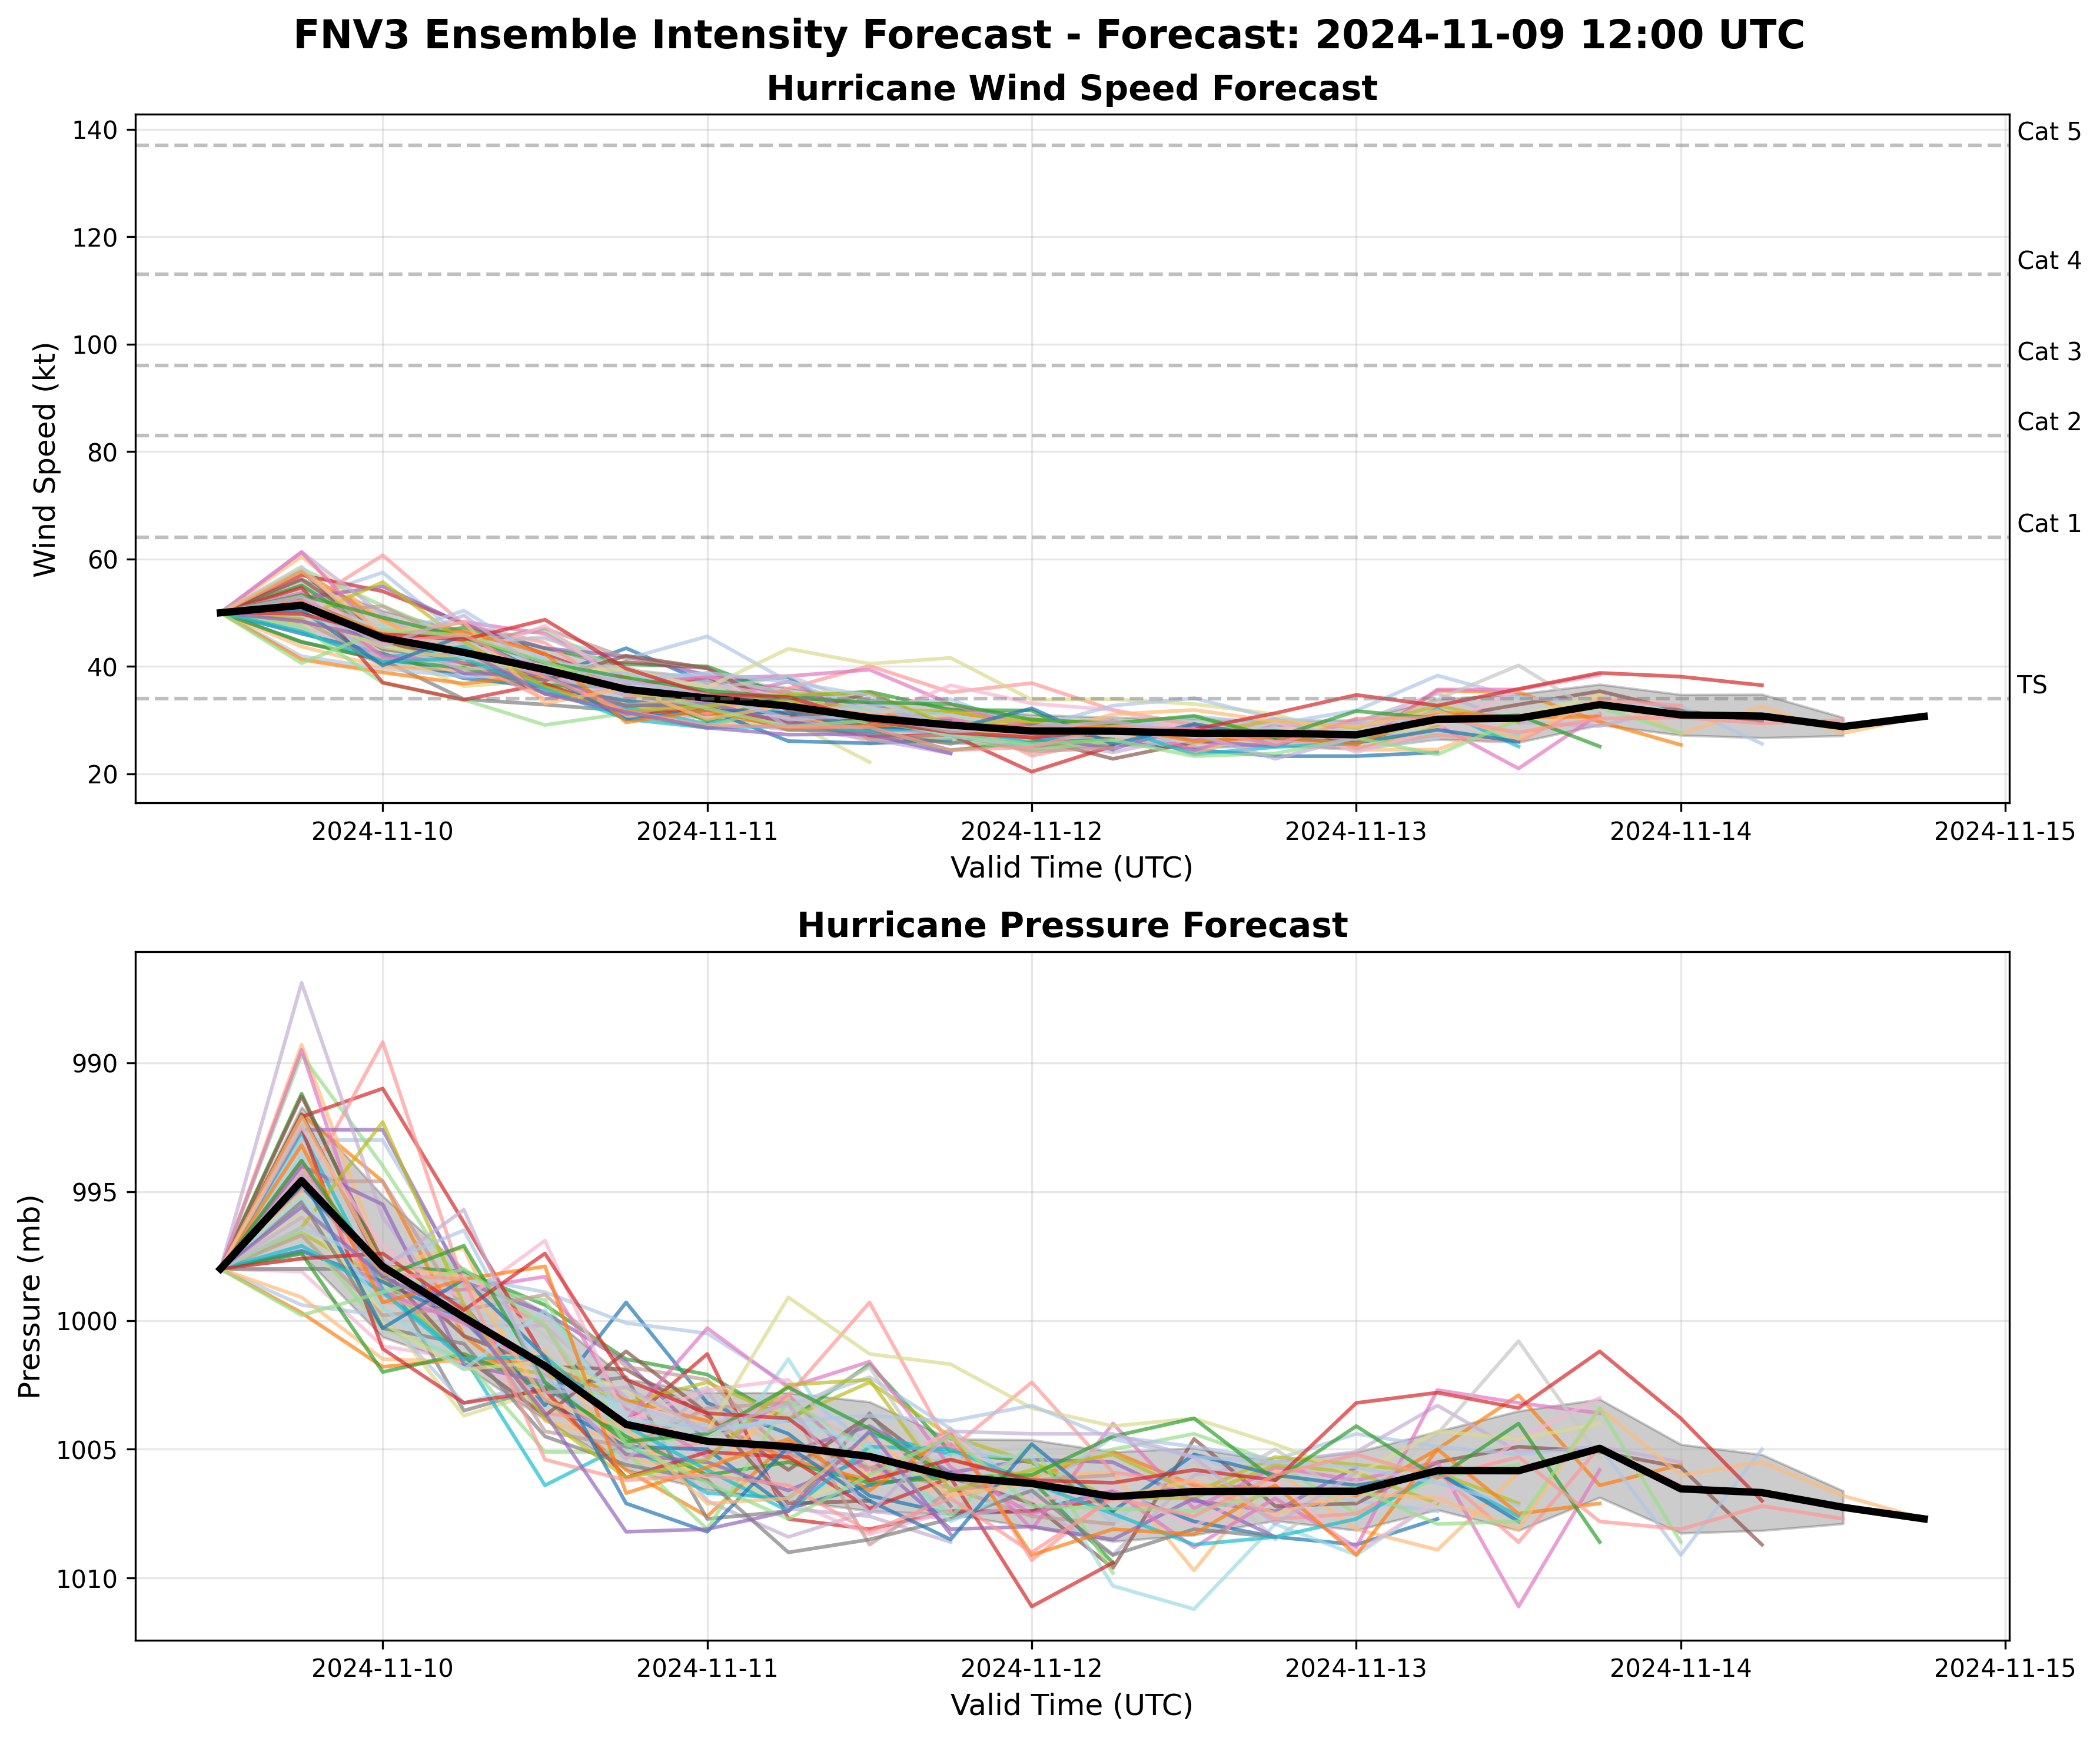 FNV3 Ensemble Intensity Forecast - Forecast: 2024-11-09 12:00 UTC
Hurricane Wind Speed Forecast
Wind Speed (kt)
140
120
100
80
60
40
20
Cat 5
Cat 4
Cat 3
Cat 2
Cat 1
TS
2024-11-10
2024-11-11
2024-11-12
2024-11-13
2024-11-14
2024-11-15
Valid Time (UTC)
Hurricane Pressure Forecast
Pressure (mb)
990
995
1000
1005
1010
2024-11-10
2024-11-11
2024-11-12
2024-11-13
2024-11-14
2024-11-15
Valid Time (UTC)